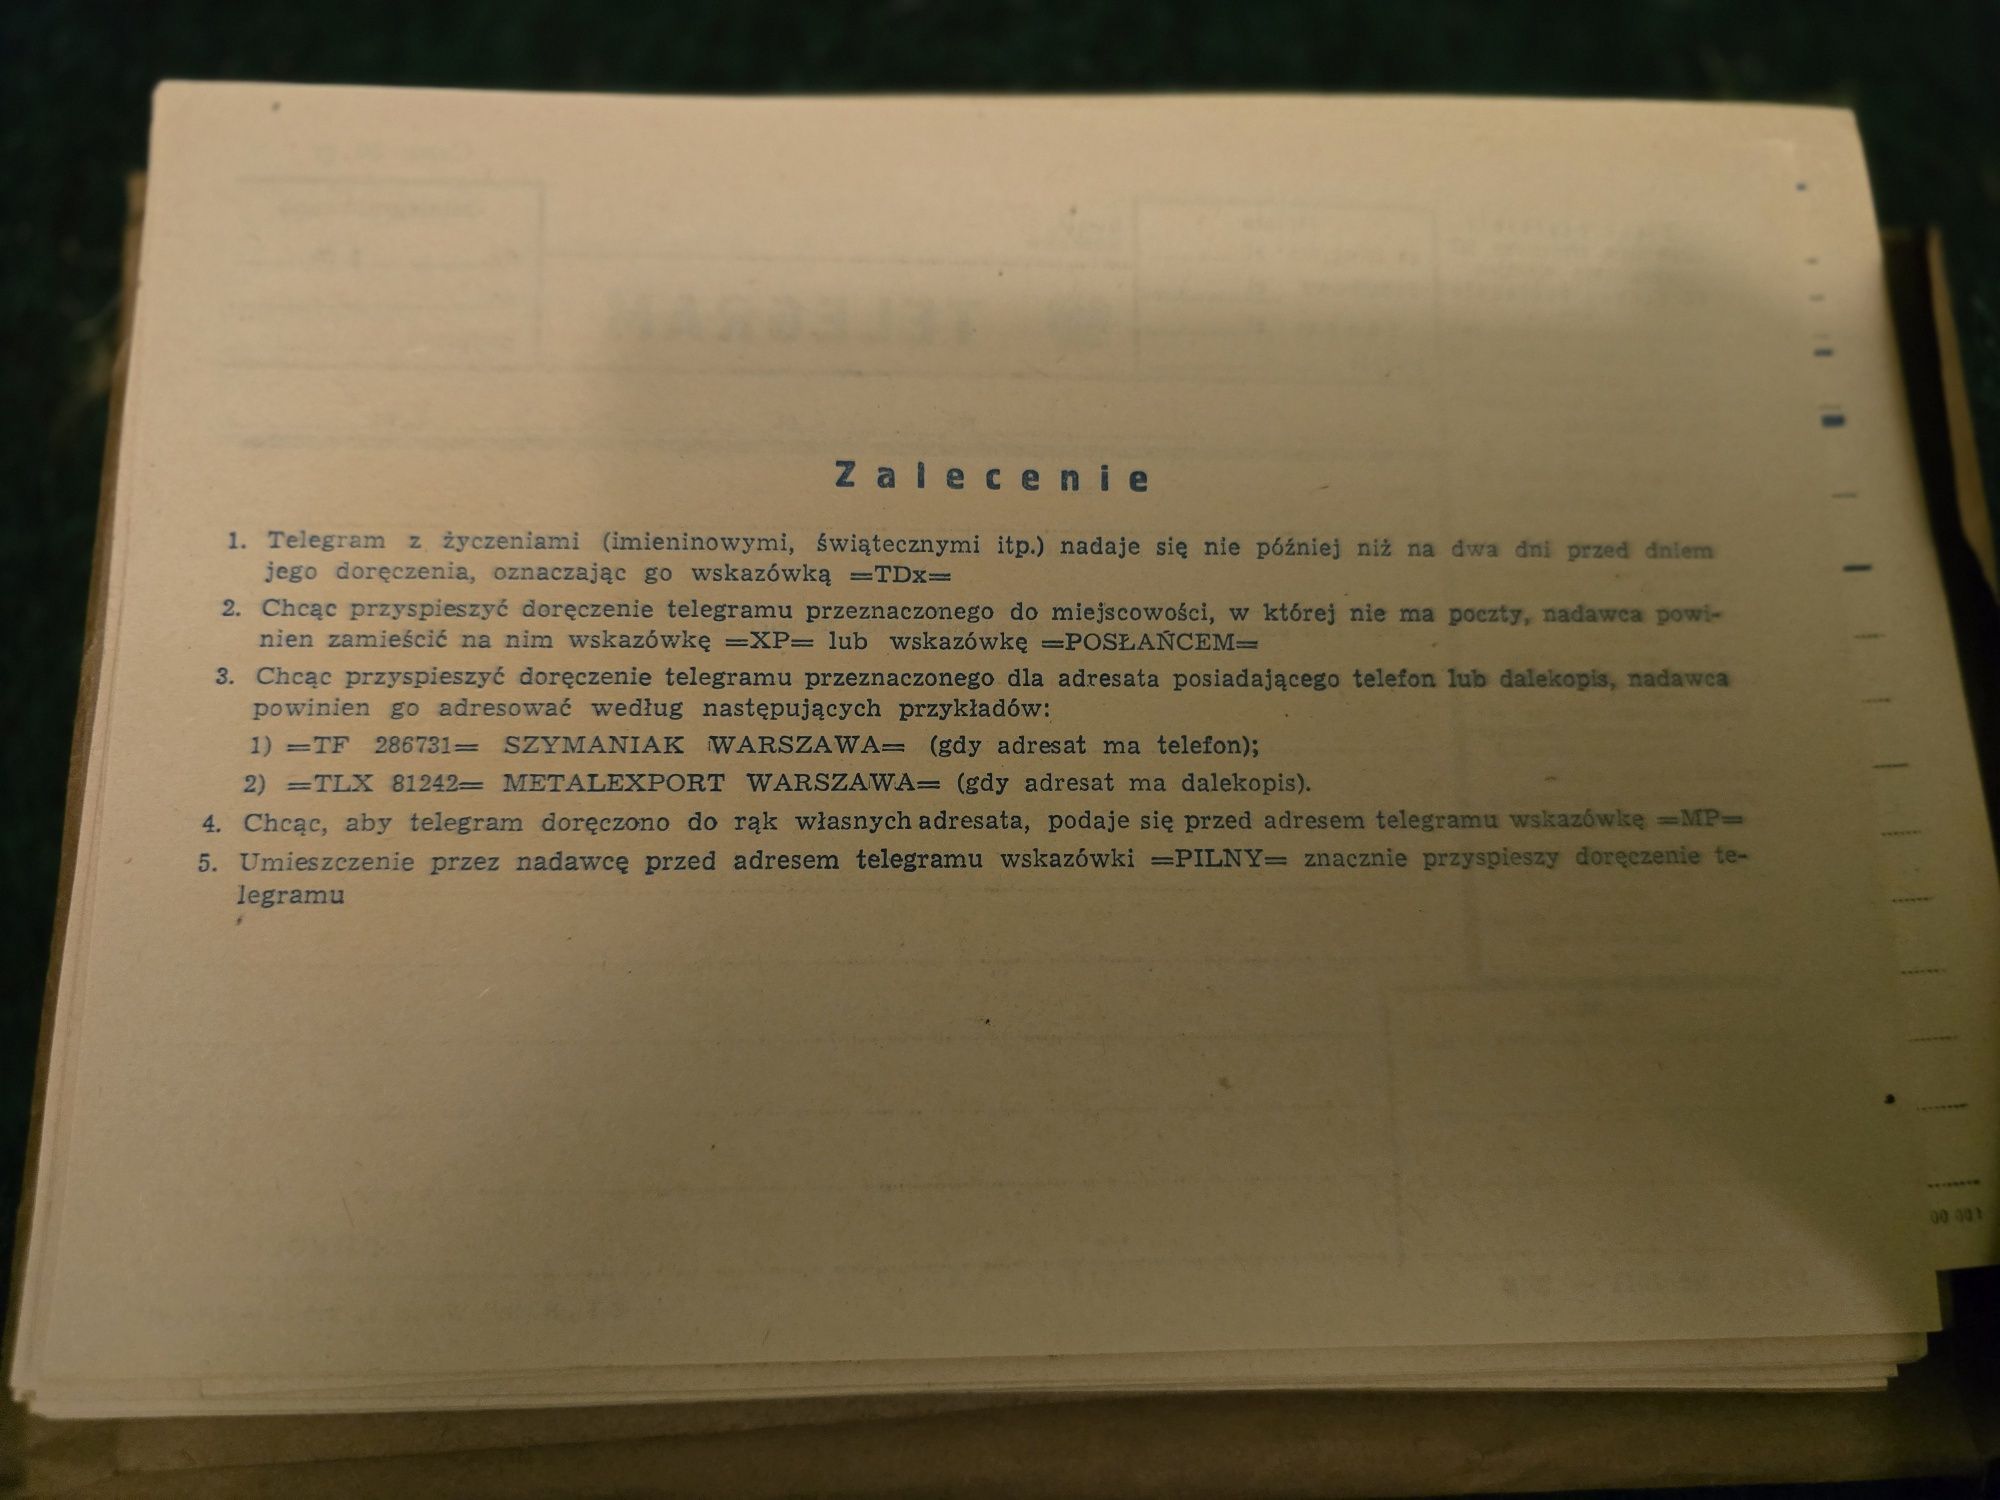 Zalecenie
1. Telegram z życzeniami (imieninowymi, świątecznymi itp.) nadaje się nie później niż na dwa dni przed dniem
jego doręczenia, oznaczając go wskazówką =TDx=
2. Chcąc przyspieszyć doręczenie telegramu przeznaczonego do miejscowości, w której nie ma poczty, nadawca powi-
nien zamieścić na nim wskazówkę =XP= lub wskazówkę =POSŁAŃCEM=
3. Chcąc przyspieszyć doręczenie telegramu przeznaczonego dla adresata posiadającego telefon lub dalekopis, nadawca
powinien go adresować według następujących przykładów:
1) =TF 286731= SZYMANIAK WARSZAWA= (gdy adresat ma telefon);
2) =TLX 81242= METALEXPORT WARSZAWA= (gdy adresat ma dalekopis).
4. Chcąc, aby telegram doręczono do rąk własnych adresata, podaje się przed adresem telegramu wskazówkę =MP=
5. Umieszczenie przez nadawcę przed adresem telegramu wskazówki =PILNY= znacznie przyspieszy doręczenie te-
legramu
TELEGRAM